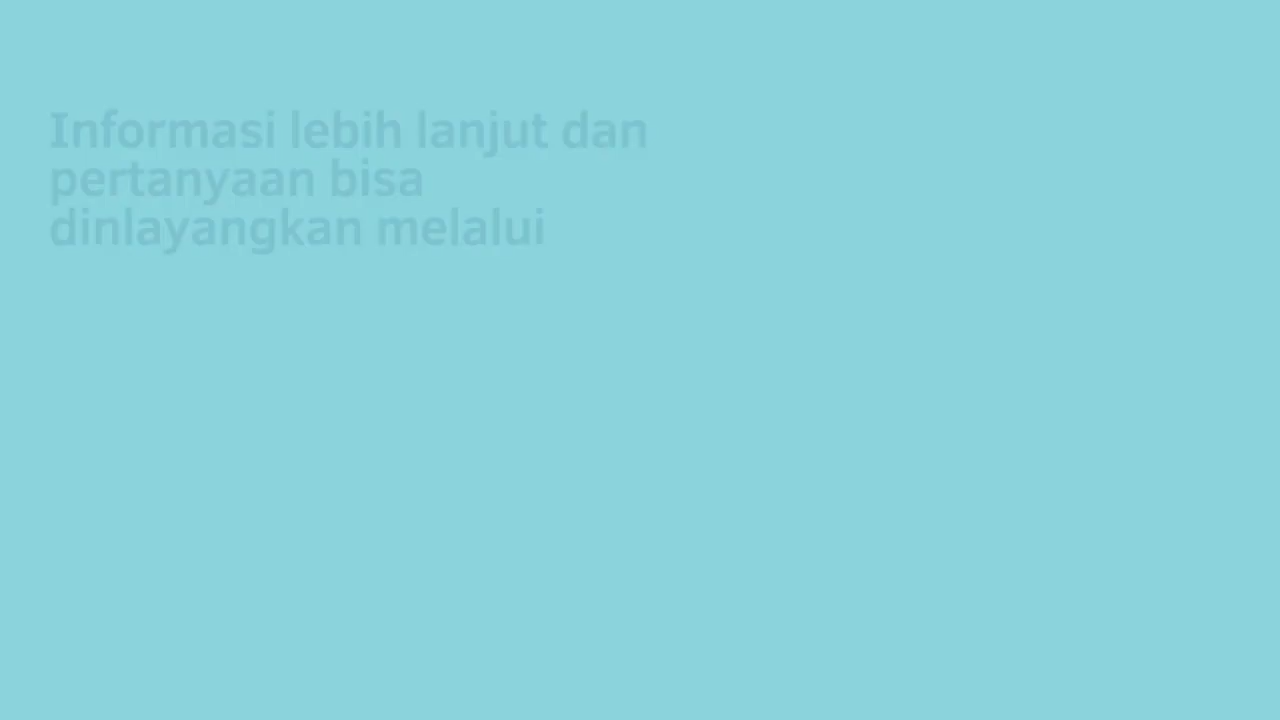 Informasi lebih lanjut dan
pertanyaan bisa
dinlayangkan melalui